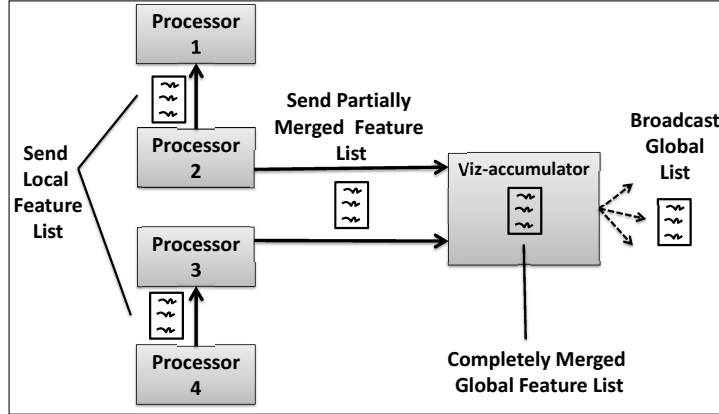 Processor
1
Send Partially
Merged Feature
List
Broadcast
Global
List
Send
Local
Feature
List
Processor
2
Viz-accumulator
Processor
3
Processor
4
Completely Merged
Global Feature List